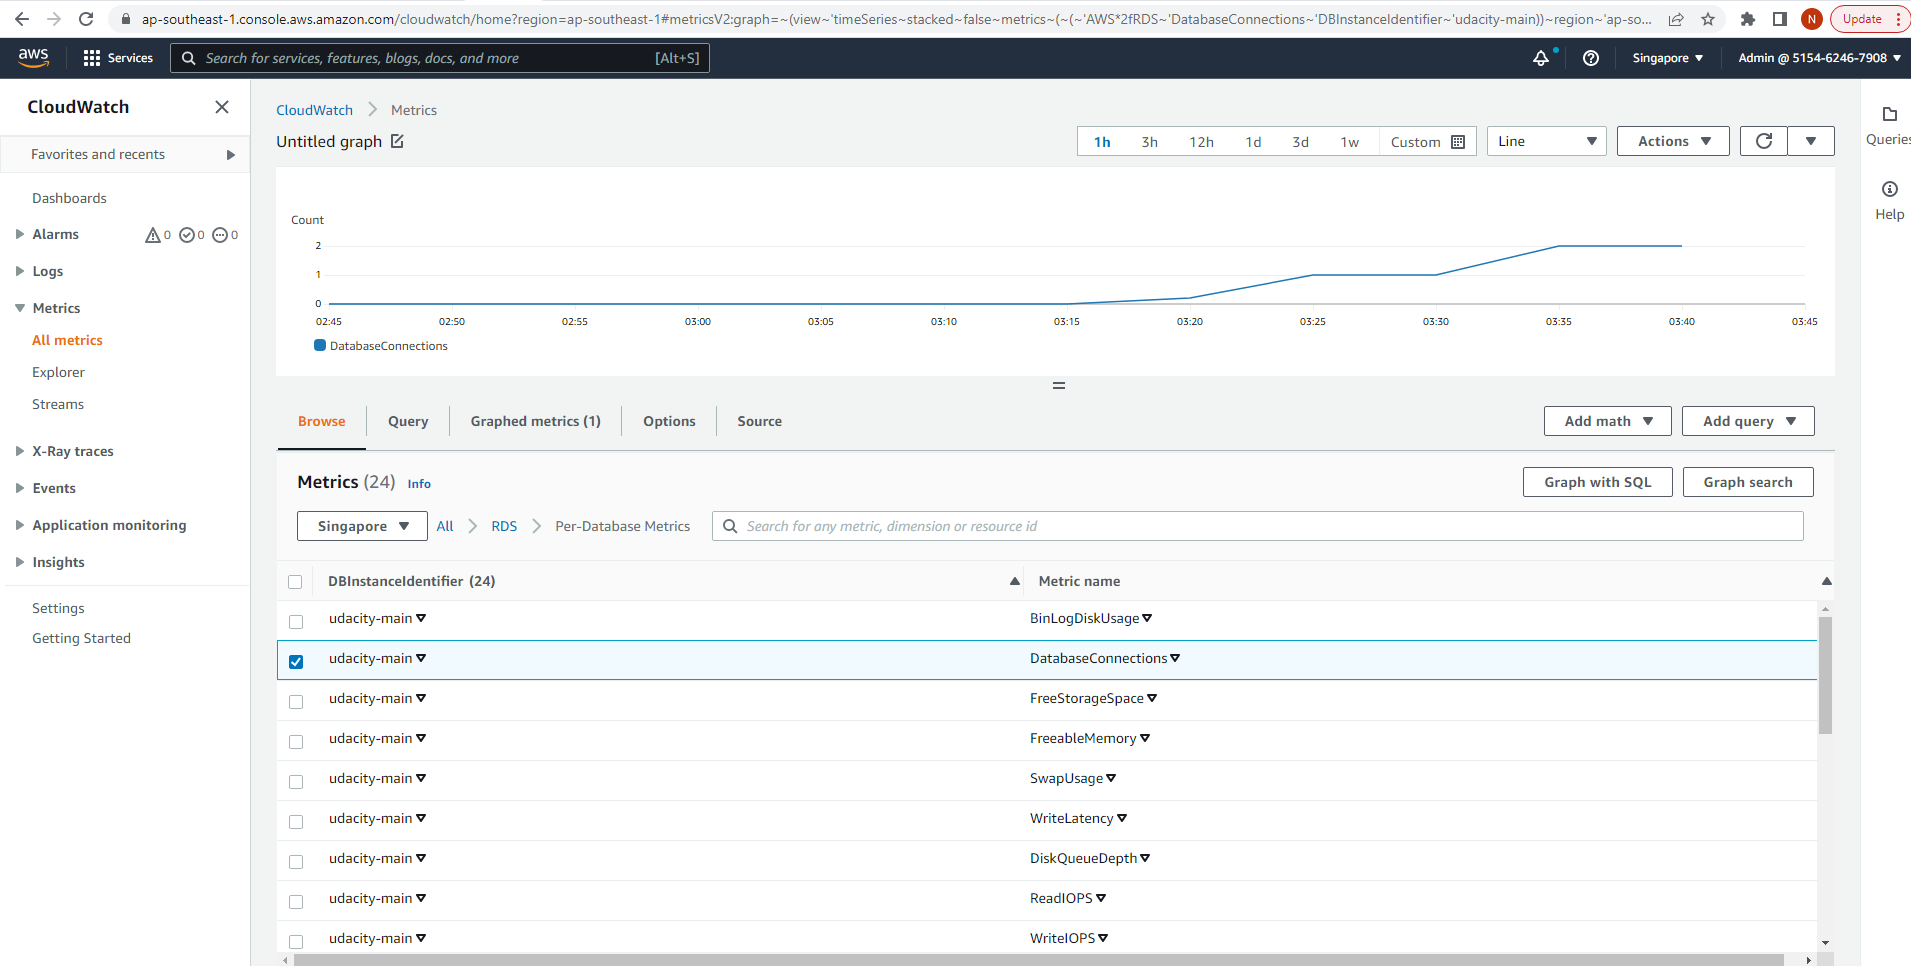 ap-southeast-1.console.aws.amazon.com/cloudwatch/home?region=ap-southeast-1#metricsV2:graph=~(view~'timeSeries~stacked~false~metrics~(~(~'AWS*2fRDS~'DatabaseConnections~'DBInstanceIdentifier~'udacity-main))~region~'ap-so...
N
Update
aws
Services
Search for services, features, blogs, docs, and more
[Alt+S]
Singapore
Admin @ 5154-6246-7908
CloudWatch
Favorites and recents
Dashboards
Alarms
0
0
0
Logs
Metrics
All metrics
Explorer
Streams
X-Ray traces
Events
Application monitoring
Insights
Settings
Getting Started
CloudWatch
Metrics
Untitled graph
1h
3h
12h
1d
3d
1w
Custom
Line
Actions
Queries
Help
Count
2
1
0
02:45
02:50
02:55
03:00
03:05
03:10
03:15
03:20
03:25
03:30
03:35
03:40
03:45
DatabaseConnections
Browse
Query
Graphed metrics (1)
Options
Source
Add math
Add query
Metrics (24) Info
Graph with SQL
Graph search
Singapore
All
RDS
Per-Database Metrics
Search for any metric, dimension or resource id
DBInstanceIdentifier (24)
Metric name
udacity-main
BinLogDiskUsage
udacity-main
DatabaseConnections
udacity-main
FreeStorageSpace
udacity-main
FreeableMemory
udacity-main
SwapUsage
udacity-main
WriteLatency
udacity-main
DiskQueueDepth
udacity-main
ReadIOPS
udacity-main
WriteIOPS